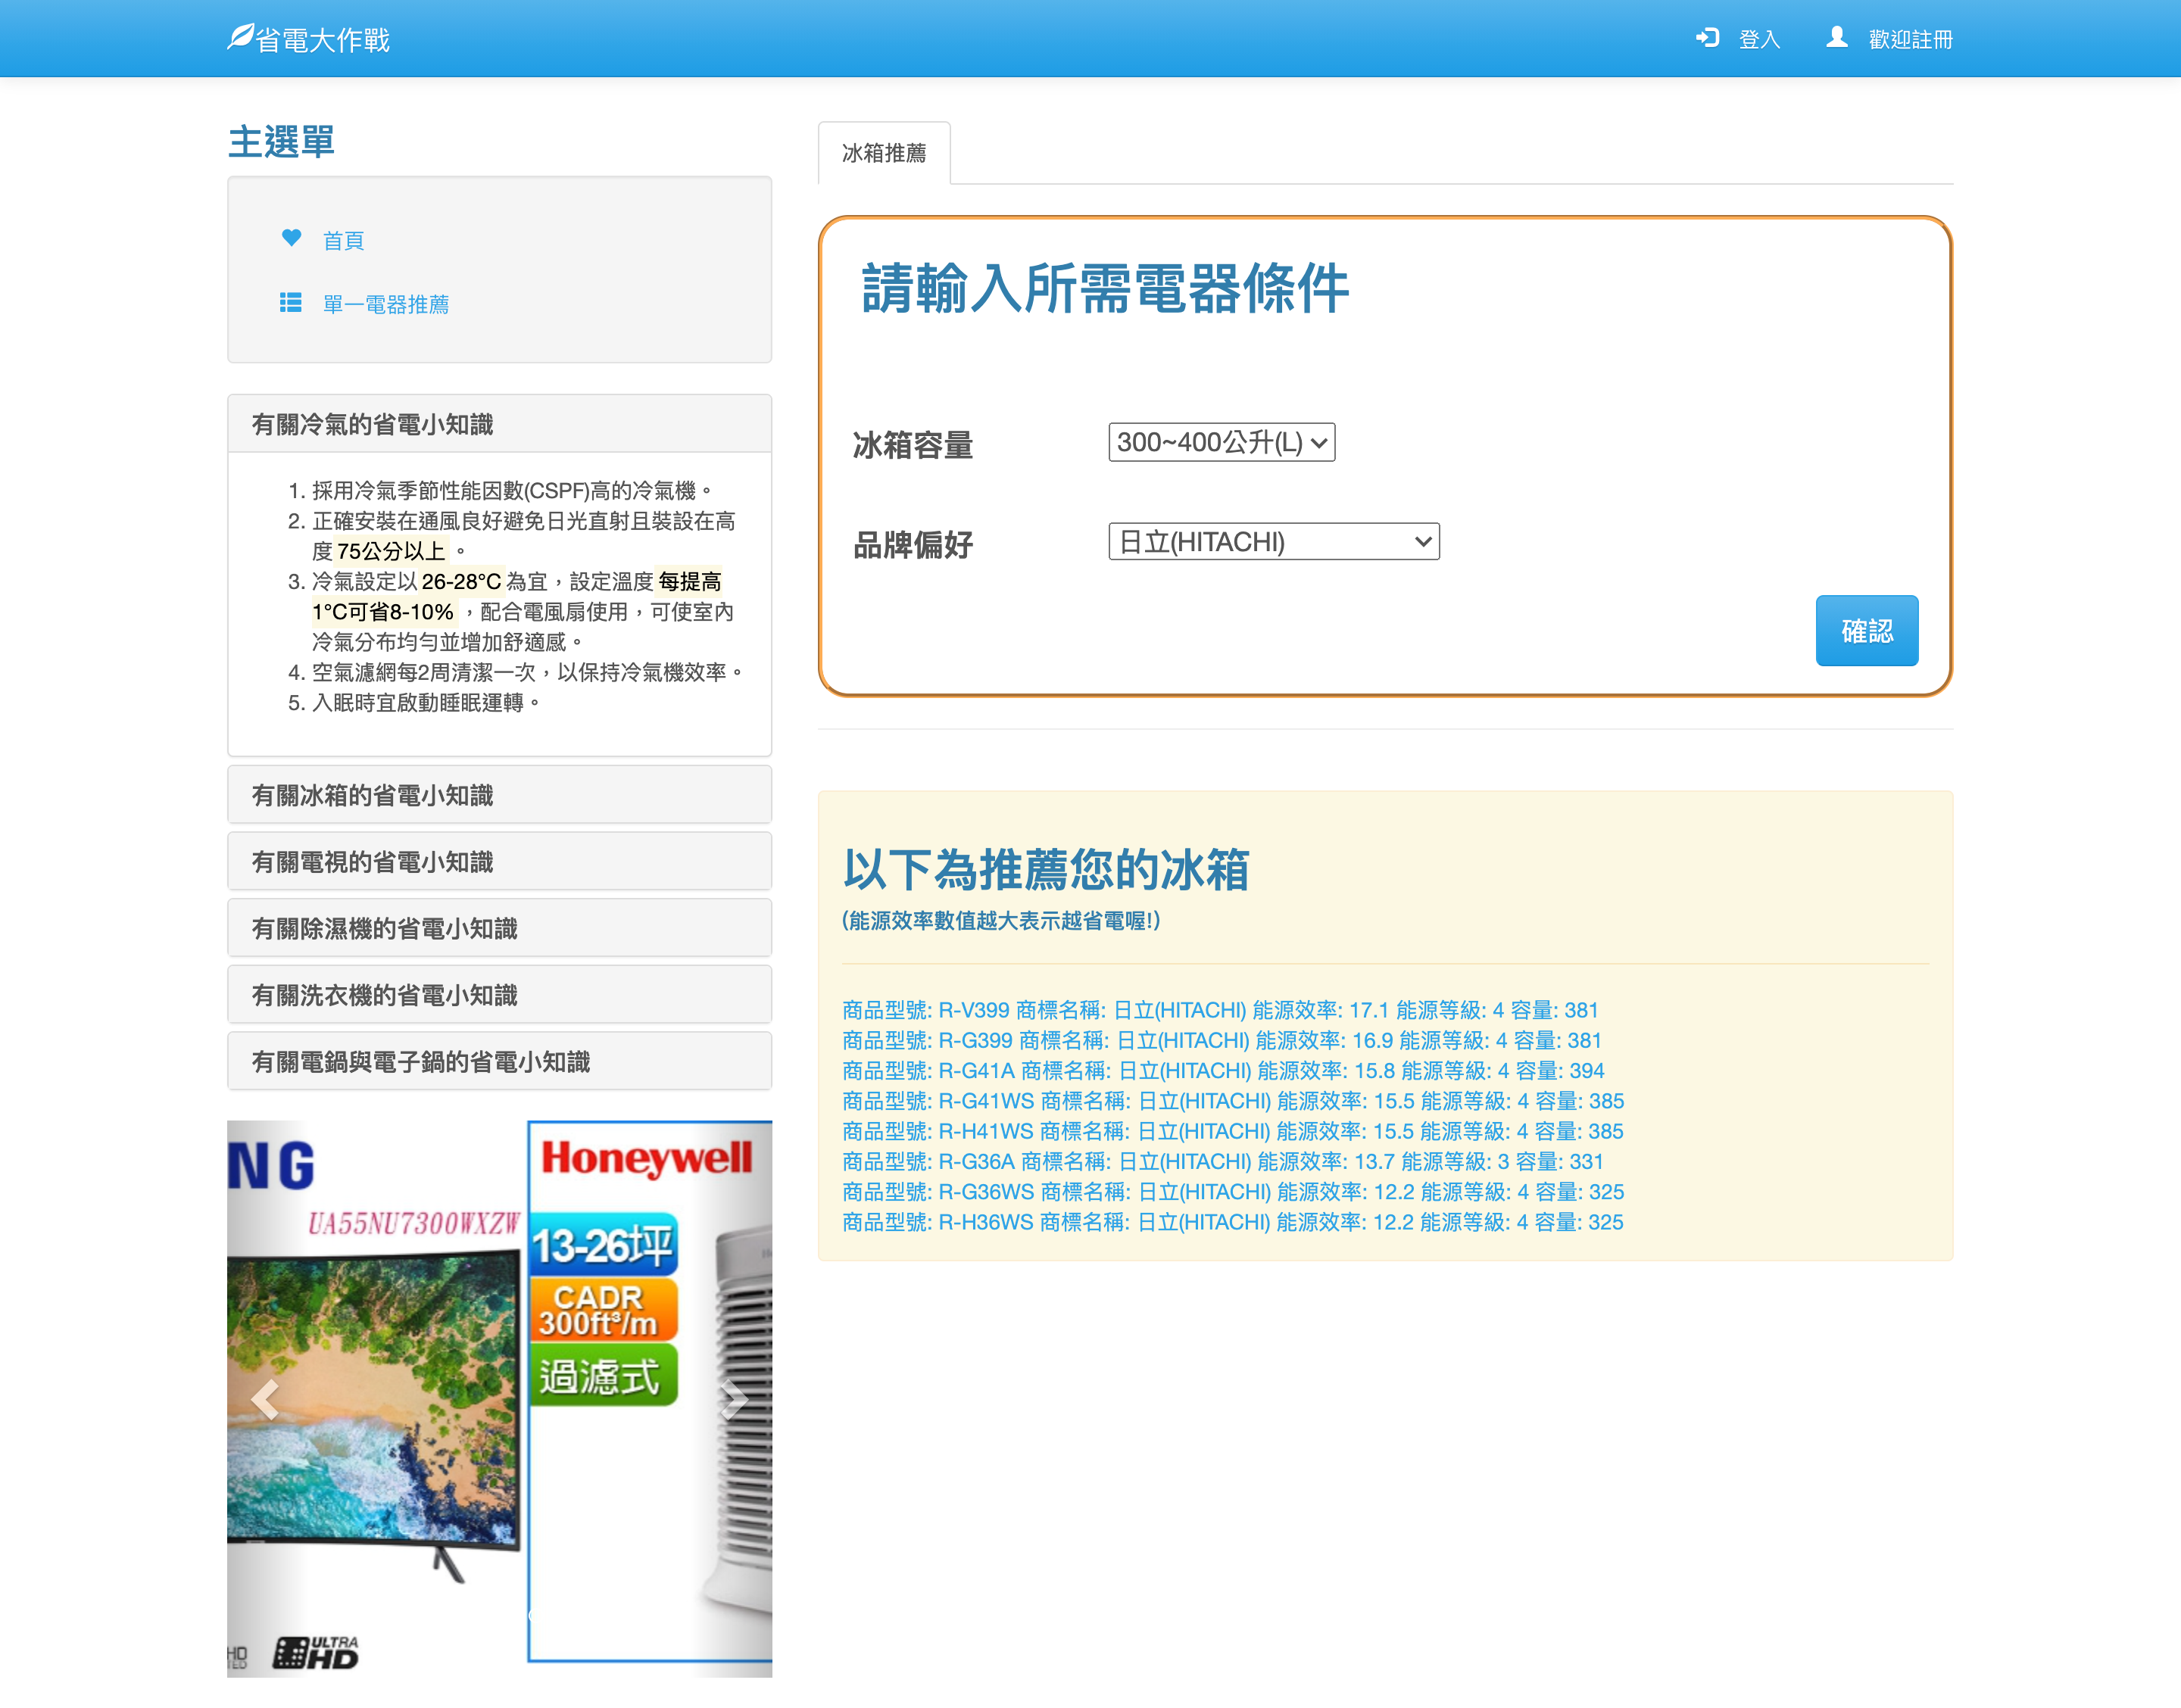 省電大作戰
登入
歡迎註冊
主選單
首頁
單一電器推薦
有關冷氣的省電小知識
1. 採用冷氣季節性能因數(CSPF)高的冷氣機。
2. 正確安裝在通風良好避免日光直射且裝設在高
度 75公分以上 。
3. 冷氣設定以 26-28°C 為宜，設定溫度 每提高
1°C可省8-10% ，配合電風扇使用，可使室內
冷氣分布均勻並增加舒適感。
4. 空氣濾網每2周清潔一次，以保持冷氣機效率。
5. 入眠時宜啟動睡眠運轉。
有關冰箱的省電小知識
有關電視的省電小知識
有關除濕機的省電小知識
有關洗衣機的省電小知識
有關電鍋與電子鍋的省電小知識
NG
UA55NU7300WXZW
HD
TED
ULTRA
HD
Honeywell
13-26坪
CADR
300ft³/m
過濾式
冰箱推薦
請輸入所需電器條件
冰箱容量
300~400公升(L)
品牌偏好
日立(HITACHI)
確認
以下為推薦您的冰箱
(能源效率數值越大表示越省電喔!)
商品型號: R-V399 商標名稱: 日立(HITACHI) 能源效率: 17.1 能源等級: 4 容量: 381
商品型號: R-G399 商標名稱: 日立(HITACHI) 能源效率: 16.9 能源等級: 4 容量: 381
商品型號: R-G41A 商標名稱: 日立(HITACHI) 能源效率: 15.8 能源等級: 4 容量: 394
商品型號: R-G41WS 商標名稱: 日立(HITACHI) 能源效率: 15.5 能源等級: 4 容量: 385
商品型號: R-H41WS 商標名稱: 日立(HITACHI) 能源效率: 15.5 能源等級: 4 容量: 385
商品型號: R-G36A 商標名稱: 日立(HITACHI) 能源效率: 13.7 能源等級: 3 容量: 331
商品型號: R-G36WS 商標名稱: 日立(HITACHI) 能源效率: 12.2 能源等級: 4 容量: 325
商品型號: R-H36WS 商標名稱: 日立(HITACHI) 能源效率: 12.2 能源等級: 4 容量: 325